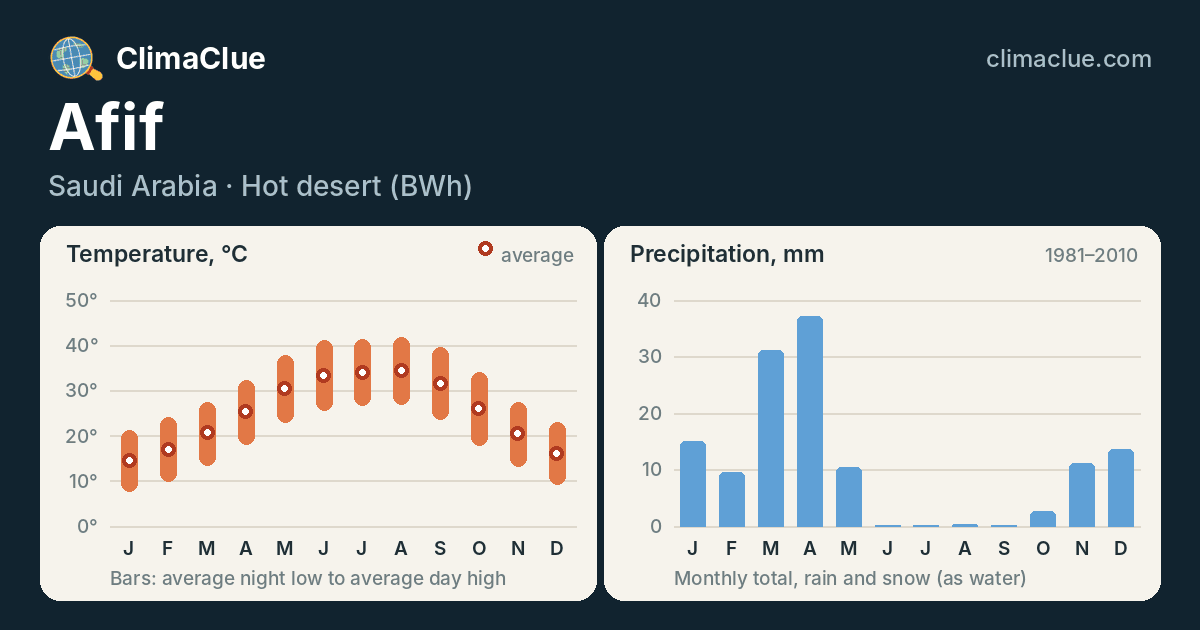 ClimaClue
climaclue.com
Afif
Saudi Arabia · Hot desert (BWh)
Temperature, °C
average
50°
40°
30°
20°
10°
0°
J F M A M J J A S O N D
Bars: average night low to average day high
Precipitation, mm
1981–2010
40
30
20
10
0
J F M A M J J A S O N D
Monthly total, rain and snow (as water)